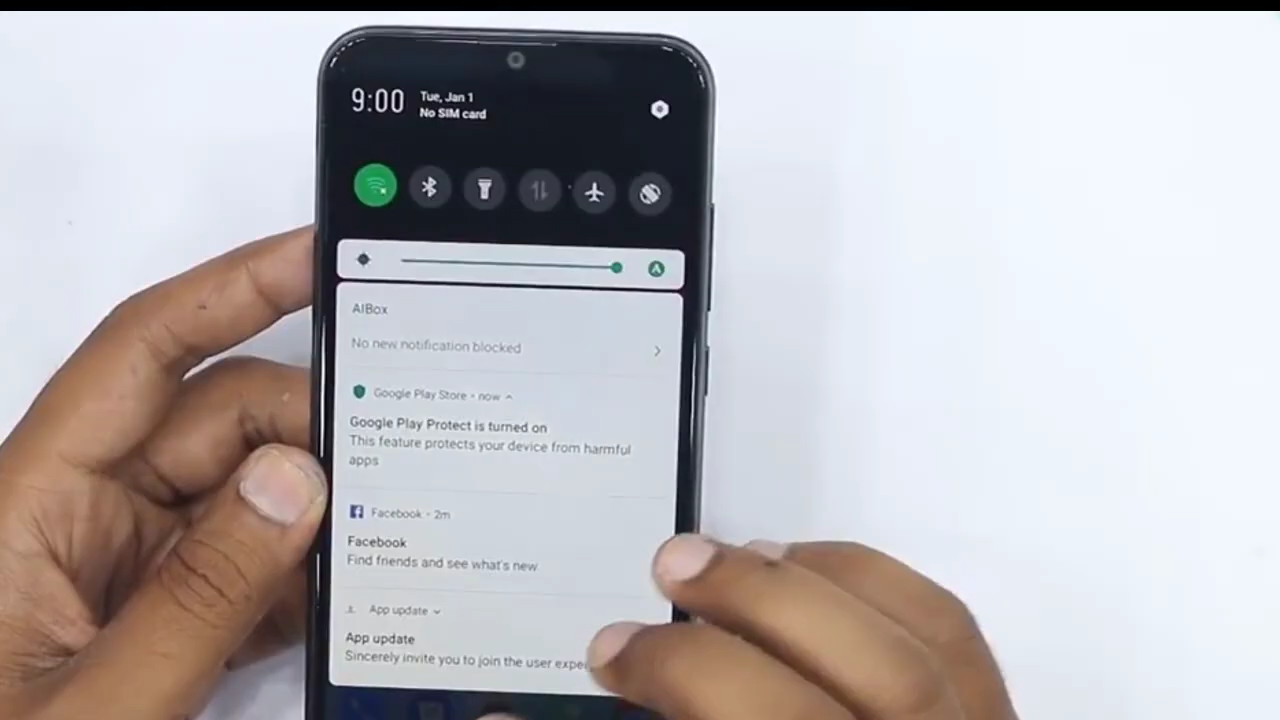 9:00
Tue, Jan 1
No SIM card
AIBox
No new notification blocked
Google Play Store • now
Google Play Protect is turned on
This feature protects your device from harmful
apps
Facebook • 2m
Facebook
Find friends and see what's new
App update
App update
Sincerely invite you to join the user